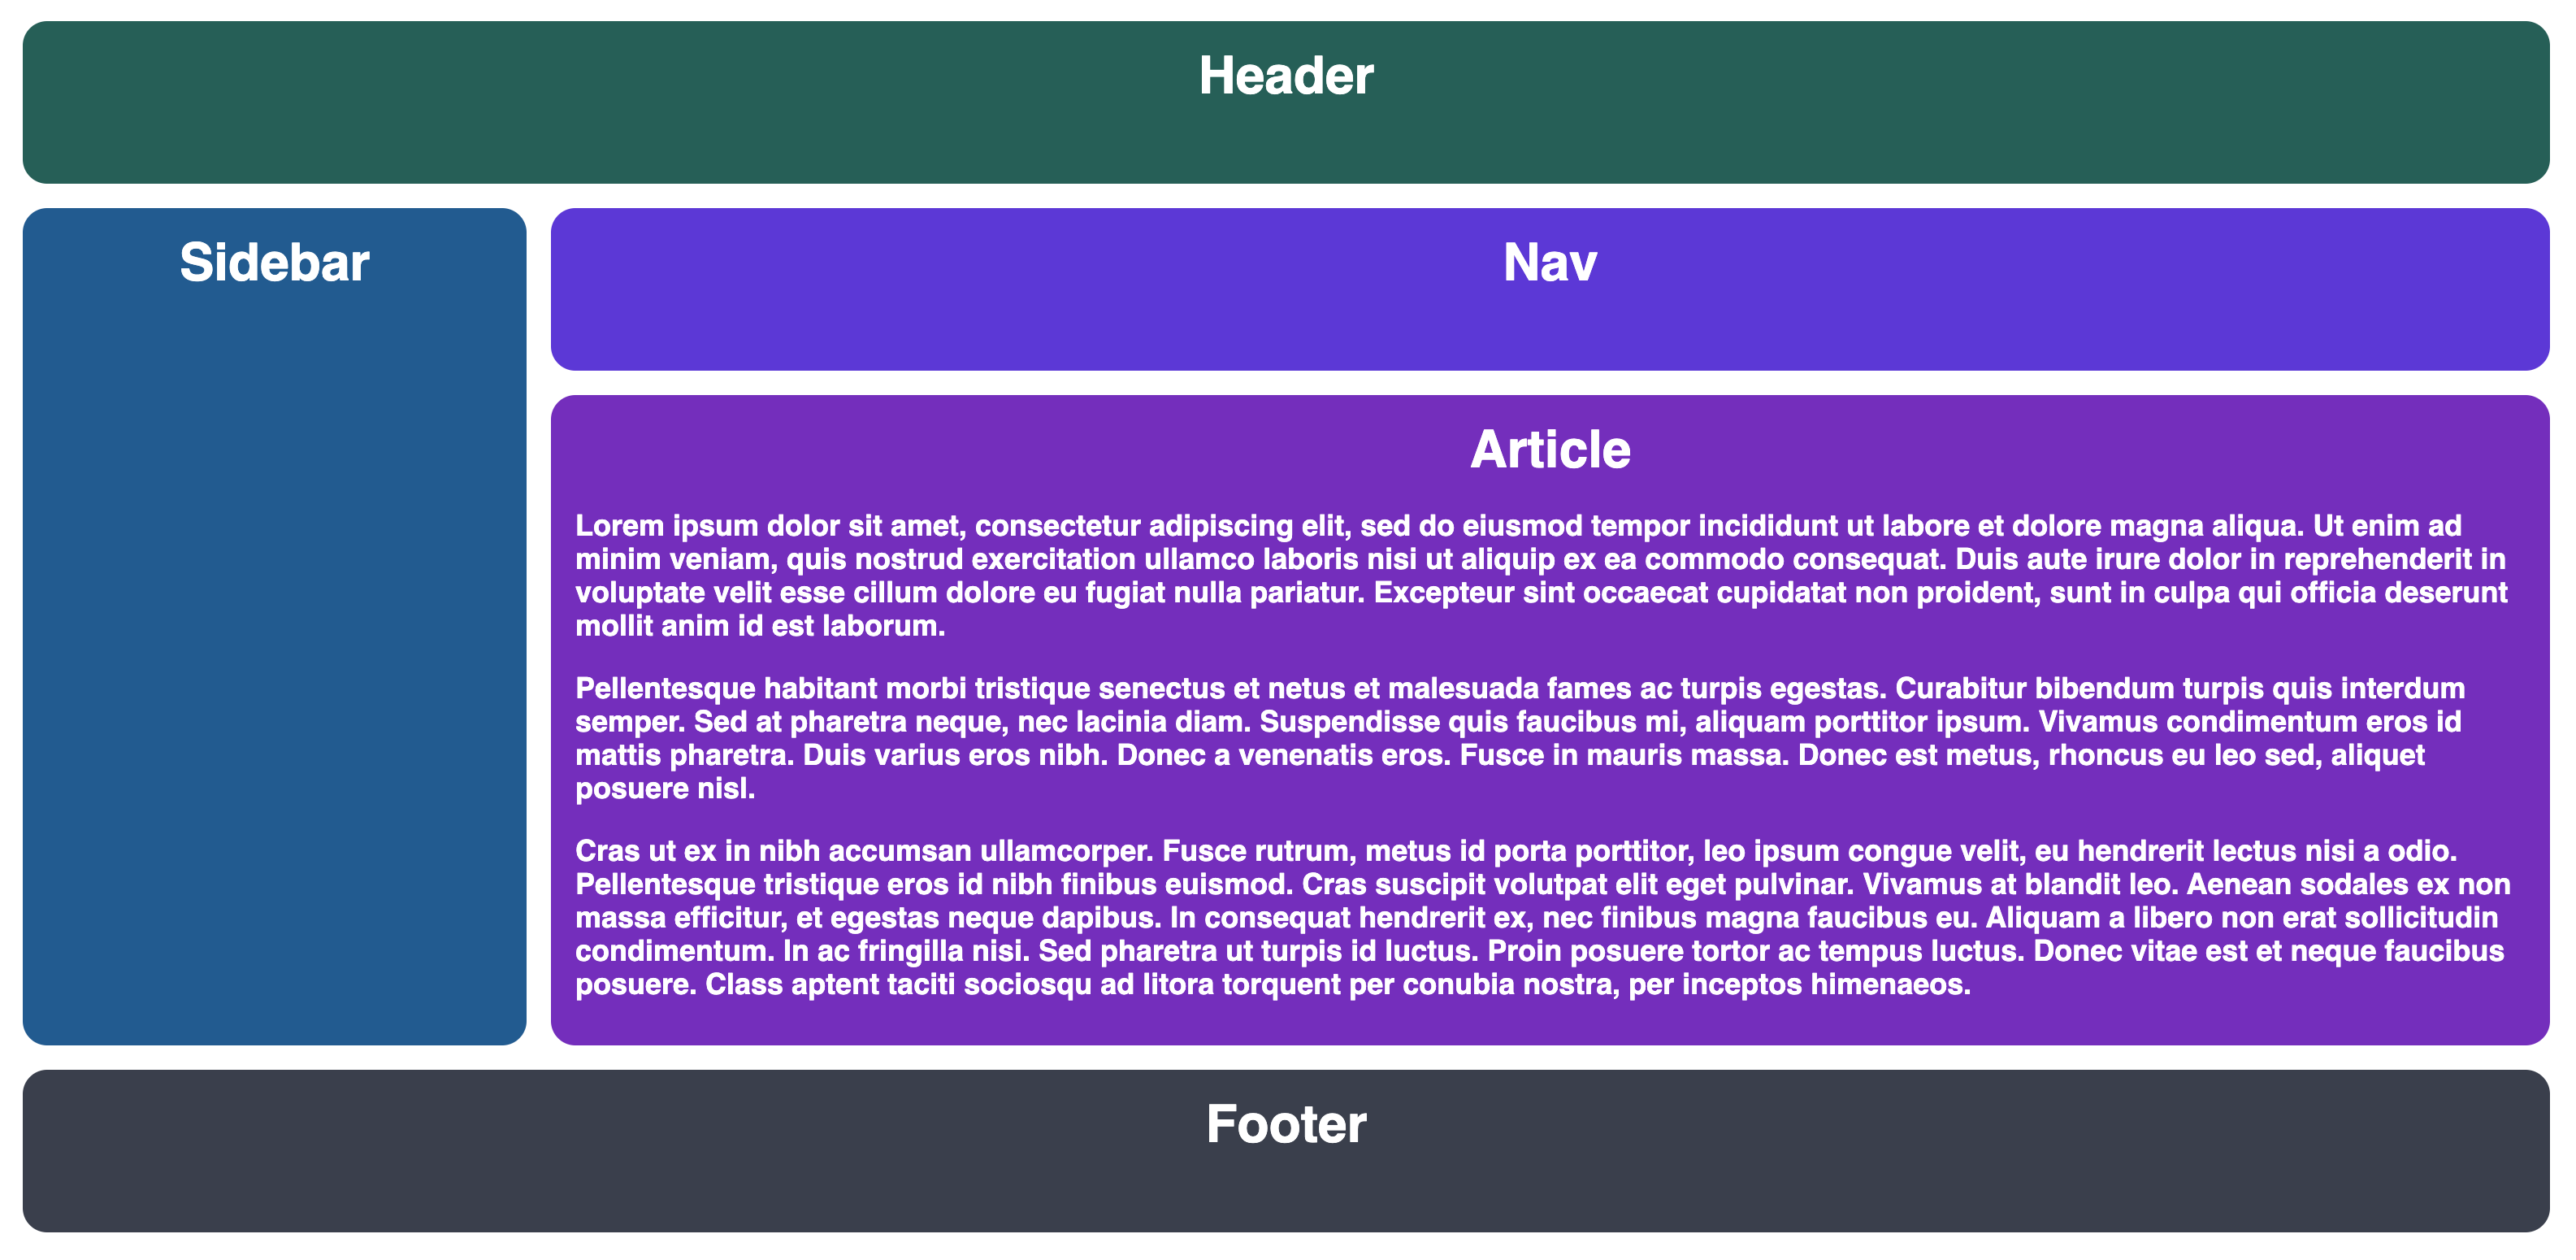 Header
Sidebar
Nav
Article
Lorem ipsum dolor sit amet, consectetur adipiscing elit, sed do eiusmod tempor incididunt ut labore et dolore magna aliqua. Ut enim ad
minim veniam, quis nostrud exercitation ullamco laboris nisi ut aliquip ex ea commodo consequat. Duis aute irure dolor in reprehenderit in
voluptate velit esse cillum dolore eu fugiat nulla pariatur. Excepteur sint occaecat cupidatat non proident, sunt in culpa qui officia deserunt
mollit anim id est laborum.
Pellentesque habitant morbi tristique senectus et netus et malesuada fames ac turpis egestas. Curabitur bibendum turpis quis interdum
semper. Sed at pharetra neque, nec lacinia diam. Suspendisse quis faucibus mi, aliquam porttitor ipsum. Vivamus condimentum eros id
mattis pharetra. Duis varius eros nibh. Donec a venenatis eros. Fusce in mauris massa. Donec est metus, rhoncus eu leo sed, aliquet
posuere nisl.
Cras ut ex in nibh accumsan ullamcorper. Fusce rutrum, metus id porta porttitor, leo ipsum congue velit, eu hendrerit lectus nisi a odio.
Pellentesque tristique eros id nibh finibus euismod. Cras suscipit volutpat elit eget pulvinar. Vivamus at blandit leo. Aenean sodales ex non
massa efficitur, et egestas neque dapibus. In consequat hendrerit ex, nec finibus magna faucibus eu. Aliquam a libero non erat sollicitudin
condimentum. In ac fringilla nisi. Sed pharetra ut turpis id luctus. Proin posuere tortor ac tempus luctus. Donec vitae est et neque faucibus
posuere. Class aptent taciti sociosqu ad litora torquent per conubia nostra, per inceptos himenaeos.
Footer